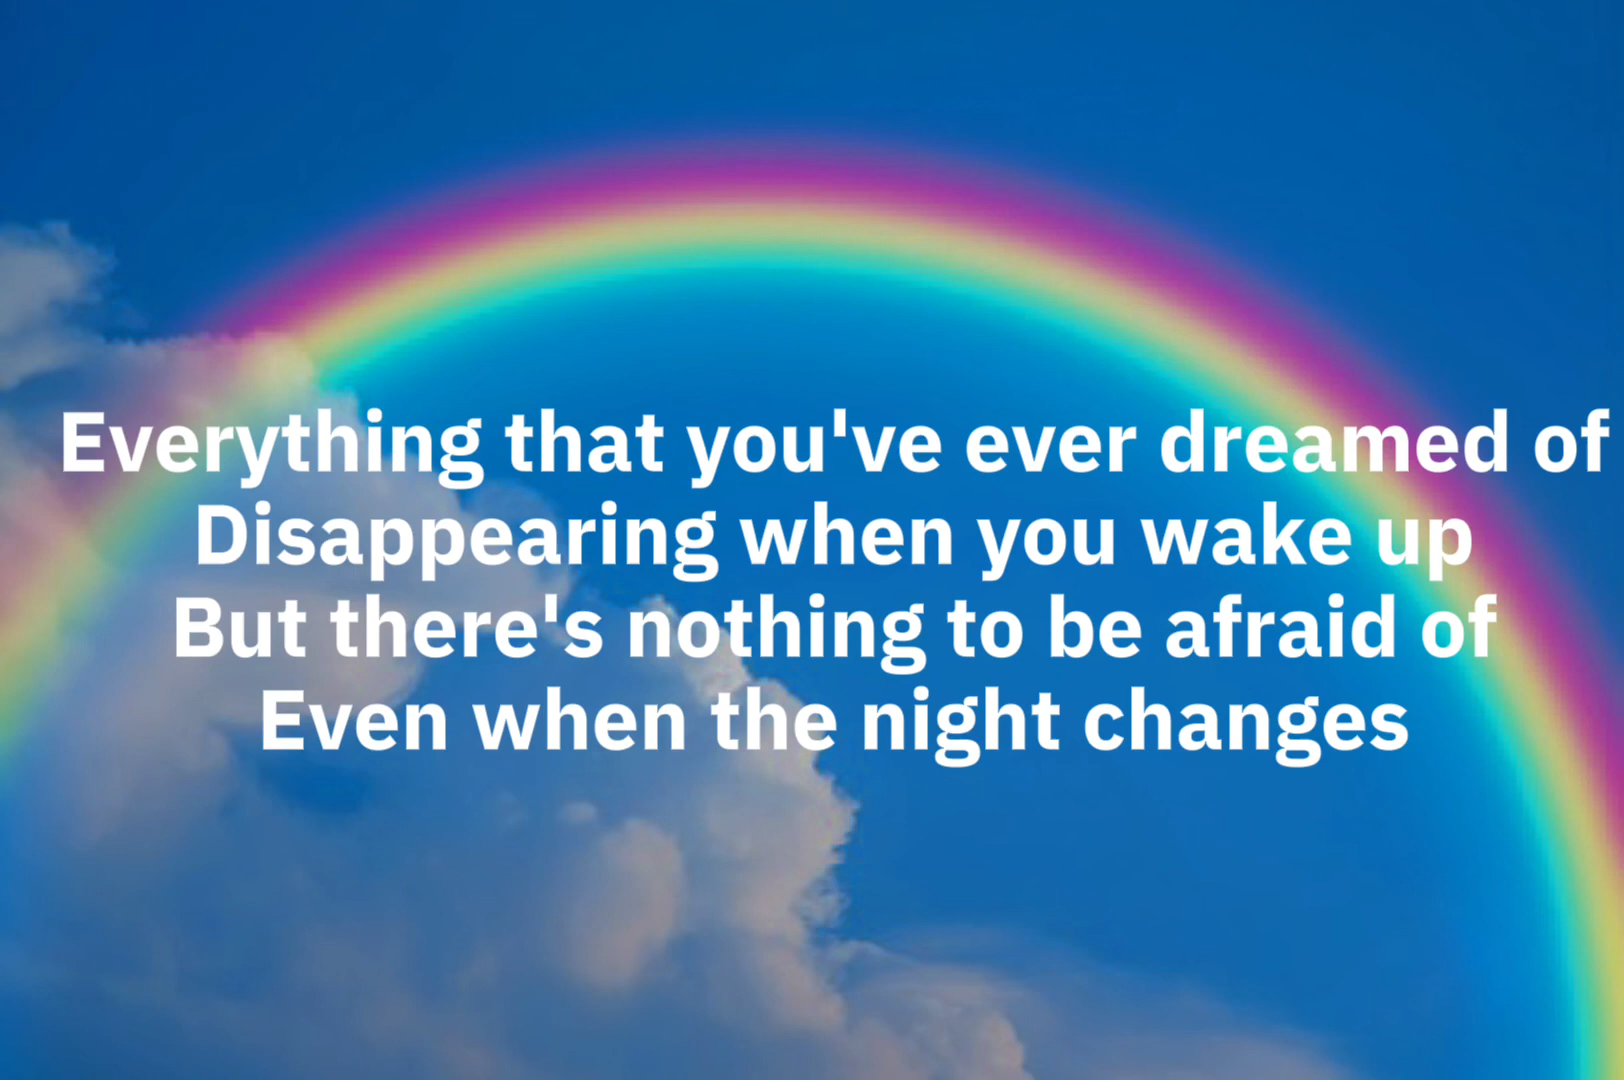 Everything that you've ever dreamed of
Disappearing when you wake up
But there's nothing to be afraid of
Even when the night changes